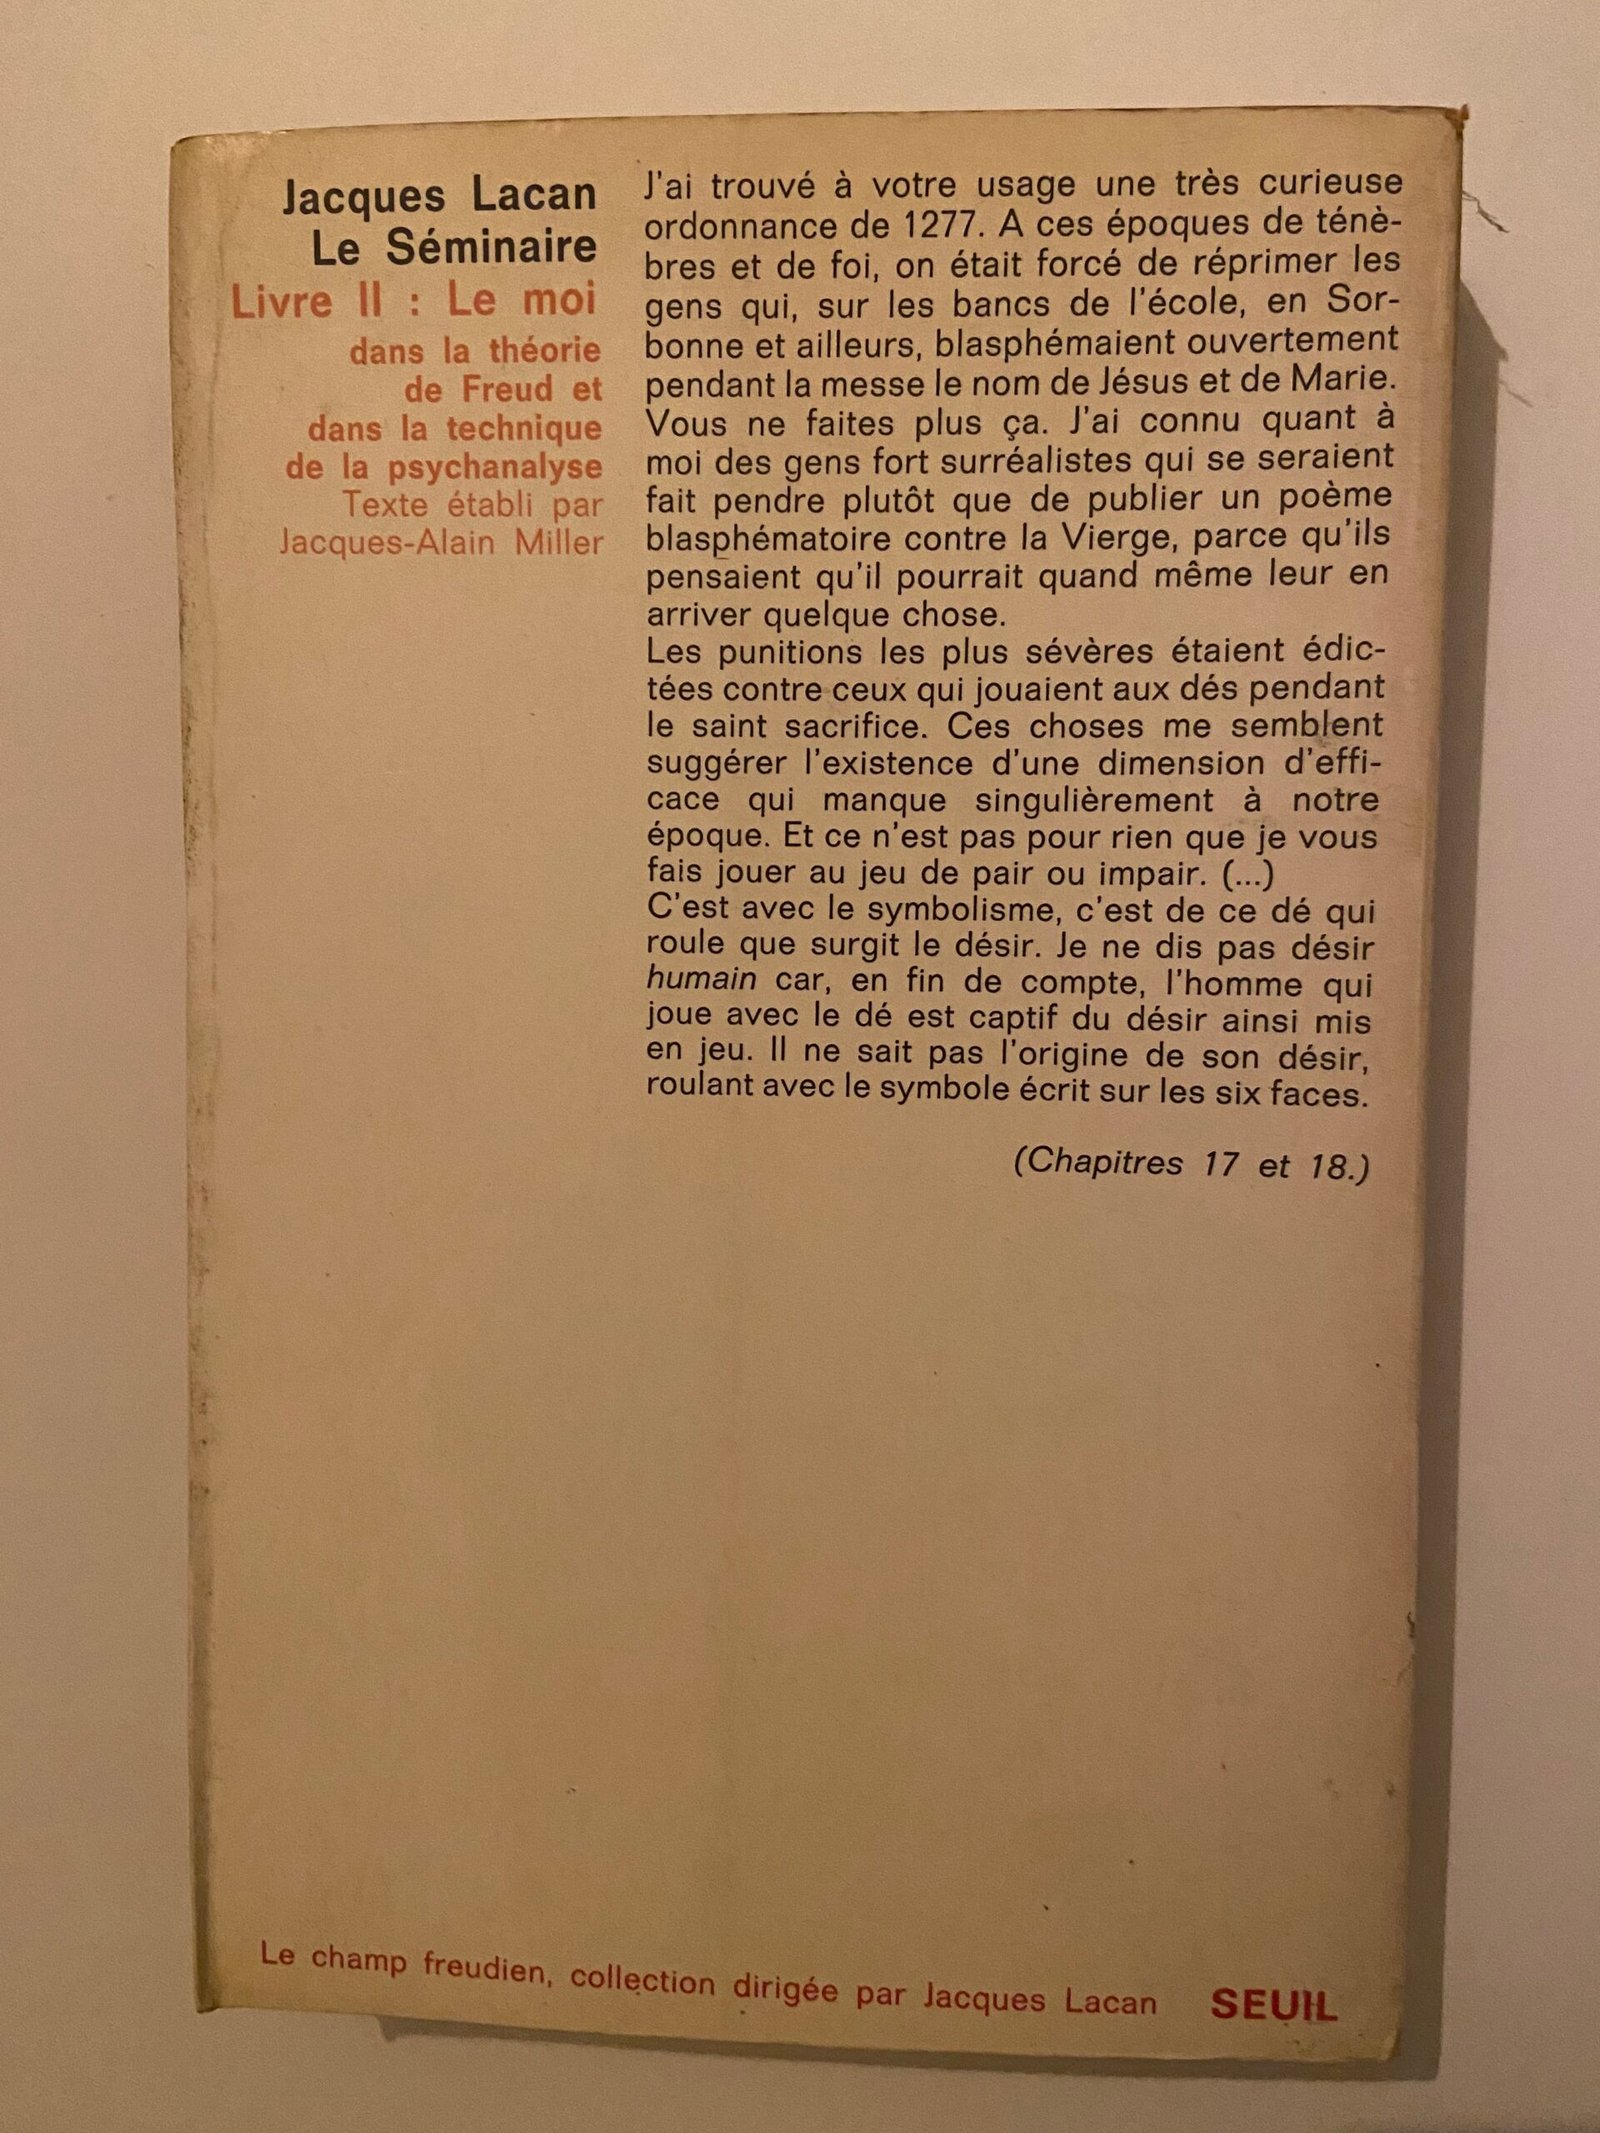 Jacques Lacan
Le Séminaire
Livre II : Le moi
dans la théorie
de Freud et
dans la technique
de la psychanalyse
Texte établi par
Jacques-Alain Miller
J'ai trouvé à votre usage une très curieuse
ordonnance de 1277. A ces époques de ténè-
bres et de foi, on était forcé de réprimer les
gens qui, sur les bancs de l'école, en Sor-
bonne et ailleurs, blasphémaient ouvertement
pendant la messe le nom de Jésus et de Marie.
Vous ne faites plus ça. J'ai connu quant à
moi des gens fort surréalistes qui se seraient
fait pendre plutôt que de publier un poème
blasphématoire contre la Vierge, parce qu'ils
pensaient qu'il pourrait quand même leur en
arriver quelque chose.
Les punitions les plus sévères étaient édic-
tées contre ceux qui jouaient aux dés pendant
le saint sacrifice. Ces choses me semblent
suggérer l'existence d'une dimension d'effi-
cace qui manque singulièrement à notre
époque. Et ce n'est pas pour rien que je vous
fais jouer au jeu de pair ou impair. (...)
C'est avec le symbolisme, c'est de ce dé qui
roule que surgit le désir. Je ne dis pas désir
humain car, en fin de compte, l'homme qui
joue avec le dé est captif du désir ainsi mis
en jeu. Il ne sait pas l'origine de son désir,
roulant avec le symbole écrit sur les six faces.
(Chapitres 17 et 18.)
Le champ freudien, collection dirigée par Jacques Lacan
SEUIL